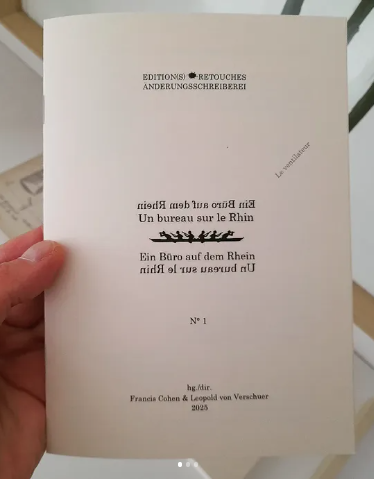 EDITION(S) ✹ RETOUCHES
ÄNDERUNGSSCHREIBEREI
Le ventilateur
Ein Büro auf dem Rhein
Un bureau sur le Rhin
Ein Büro auf dem Rhein
Un bureau sur le Rhin
N° 1
hg./dir.
Francis Cohen & Leopold von Verschuer
2025